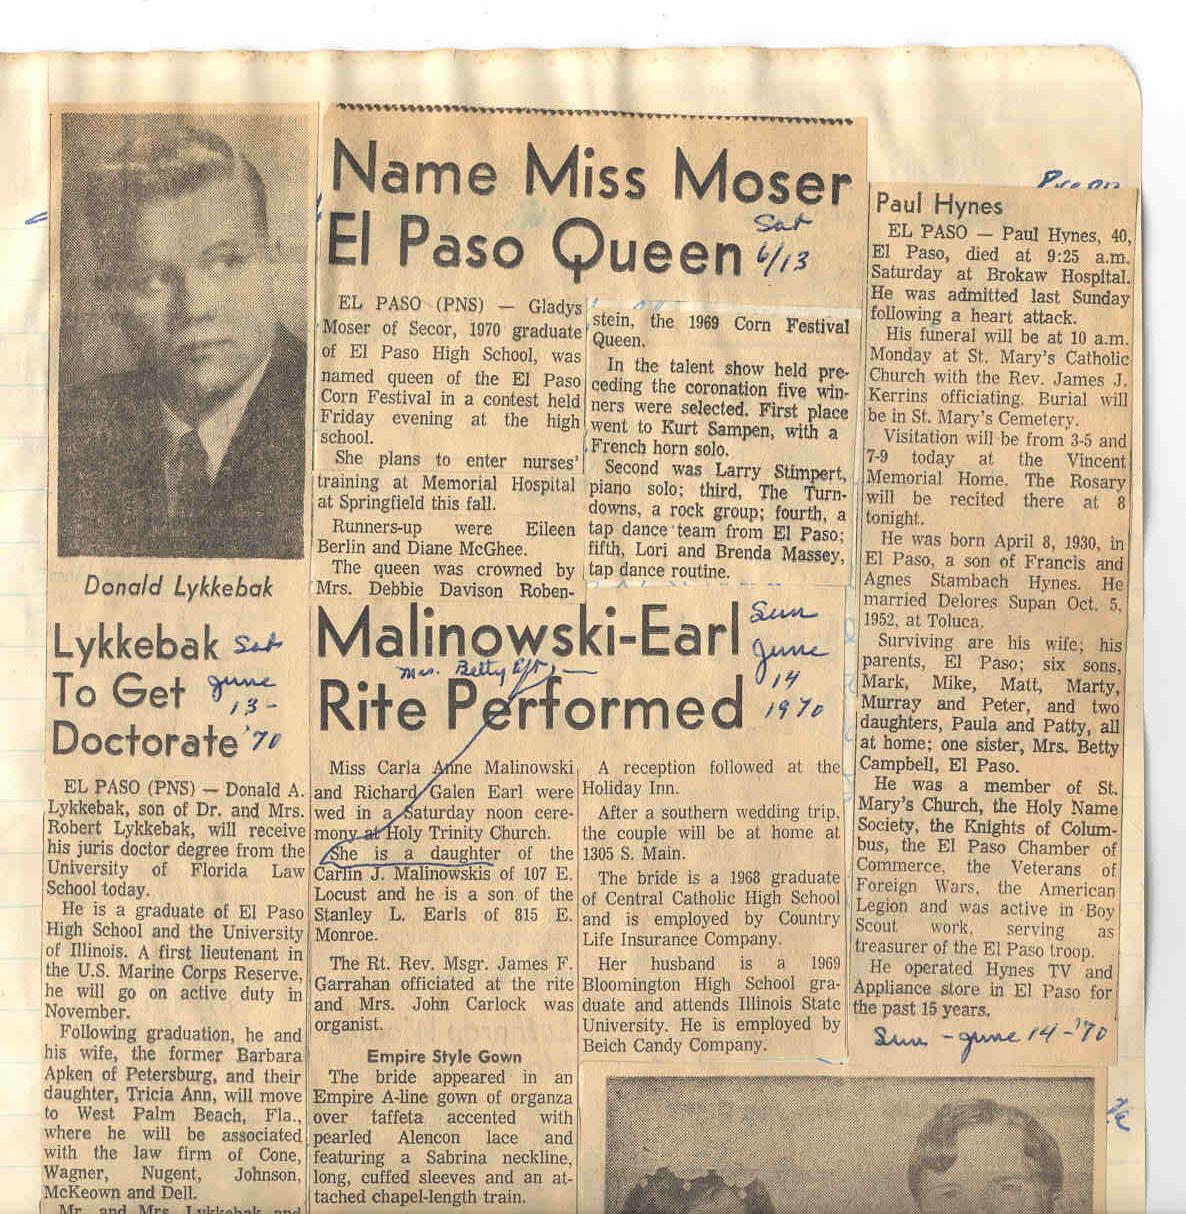 Donald Lykkebak
Lykkebak
To Get
Doctorate
Sat
June
13-
'70
EL PASO (PNS) — Donald A.
Lykkebak, son of Dr. and Mrs.
Robert Lykkebak, will receive
his juris doctor degree from the
University of Florida Law
School today.
He is a graduate of El Paso
High School and the University
of Illinois. A first lieutenant in
the U.S. Marine Corps Reserve,
he will go on active duty in
November.
Following graduation, he and
his wife, the former Barbara
Apken of Petersburg, and their
daughter, Tricia Ann, will move
to West Palm Beach, Fla.,
where he will be associated
with the law firm of Cone,
Wagner, Nugent, Johnson,
McKeown and Dell.
Mr. and Mrs. Lykkebak and
Name Miss Moser
El Paso Queen
Sat
6/13
EL PASO (PNS) — Gladys
Moser of Secor, 1970 graduate
of El Paso High School, was
named queen of the El Paso
Corn Festival in a contest held
Friday evening at the high
school.
She plans to enter nurses'
training at Memorial Hospital
at Springfield this fall.
Runners-up were Eileen
Berlin and Diane McGhee.
The queen was crowned by
Mrs. Debbie Davison Roben-
stein, the 1969 Corn Festival
Queen.
In the talent show held pre-
ceding the coronation five win-
ners were selected. First place
went to Kurt Sampen, with a
French horn solo.
Second was Larry Stimpert,
piano solo; third, The Turn-
downs, a rock group; fourth, a
tap dance team from El Paso;
fifth, Lori and Brenda Massey,
tap dance routine.
Malinowski-Earl
Rite Performed
Sun
June
14
1970
Mrs. Betty
Miss Carla Anne Malinowski
and Richard Galen Earl were
wed in a Saturday noon cere-
mony at Holy Trinity Church.
She is a daughter of the
Carlin J. Malinowskis of 107 E.
Locust and he is a son of the
Stanley L. Earls of 815 E.
Monroe.
The Rt. Rev. Msgr. James F.
Garrahan officiated at the rite
and Mrs. John Carlock was
organist.
Empire Style Gown
The bride appeared in an
Empire A-line gown of organza
over taffeta accented with
pearled Alencon lace and
featuring a Sabrina neckline,
long, cuffed sleeves and an at-
tached chapel-length train.
A reception followed at the
Holiday Inn.
After a southern wedding trip,
the couple will be at home at
1305 S. Main.
The bride is a 1968 graduate
of Central Catholic High School
and is employed by Country
Life Insurance Company.
Her husband is a 1969
Bloomington High School gra-
duate and attends Illinois State
University. He is employed by
Beich Candy Company.
Paul Hynes
EL PASO — Paul Hynes, 40,
El Paso, died at 9:25 a.m.
Saturday at Brokaw Hospital.
He was admitted last Sunday
following a heart attack.
His funeral will be at 10 a.m.
Monday at St. Mary's Catholic
Church with the Rev. James J.
Kerrins officiating. Burial will
be in St. Mary's Cemetery.
Visitation will be from 3-5 and
7-9 today at the Vincent
Memorial Home. The Rosary
will be recited there at 8
tonight.
He was born April 8, 1930, in
El Paso, a son of Francis and
Agnes Stambach Hynes. He
married Delores Supan Oct. 5,
1952, at Toluca.
Surviving are his wife; his
parents, El Paso; six sons,
Mark, Mike, Matt, Marty,
Murray and Peter, and two
daughters, Paula and Patty, all
at home; one sister, Mrs. Betty
Campbell, El Paso.
He was a member of St.
Mary's Church, the Holy Name
Society, the Knights of Colum-
bus, the El Paso Chamber of
Commerce, the Veterans of
Foreign Wars, the American
Legion and was active in Boy
Scout work, serving as
treasurer of the El Paso troop.
He operated Hynes TV and
Appliance store in El Paso for
the past 15 years.
Sun - June 14 - '70